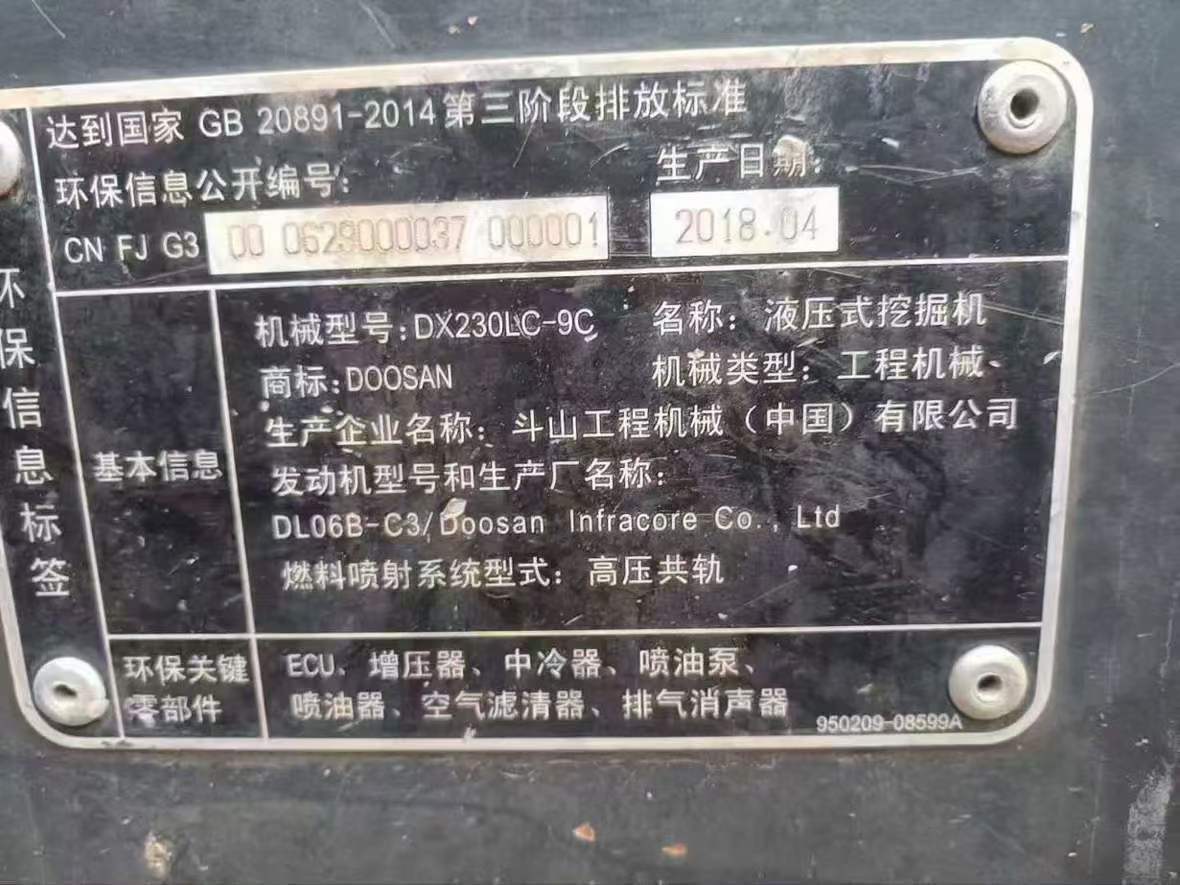 达到国家 GB 20891-2014第三阶段排放标准
环保信息公开编号:
生产日期:
CN FJ G3 00 0628000037 000001
2018.04
环保信息标签
基本信息
机械型号:DX230LC-9C 名称: 液压式挖掘机
商标:DOOSAN 机械类型: 工程机械
生产企业名称: 斗山工程机械（中国）有限公司
发动机型号和生产厂名称:
DL06B-C3/Doosan Infracore Co., Ltd
燃料喷射系统型式: 高压共轨
环保关键
零部件
ECU、增压器、中冷器、喷油泵、
喷油器、空气滤清器、排气消声器
950209-08599A